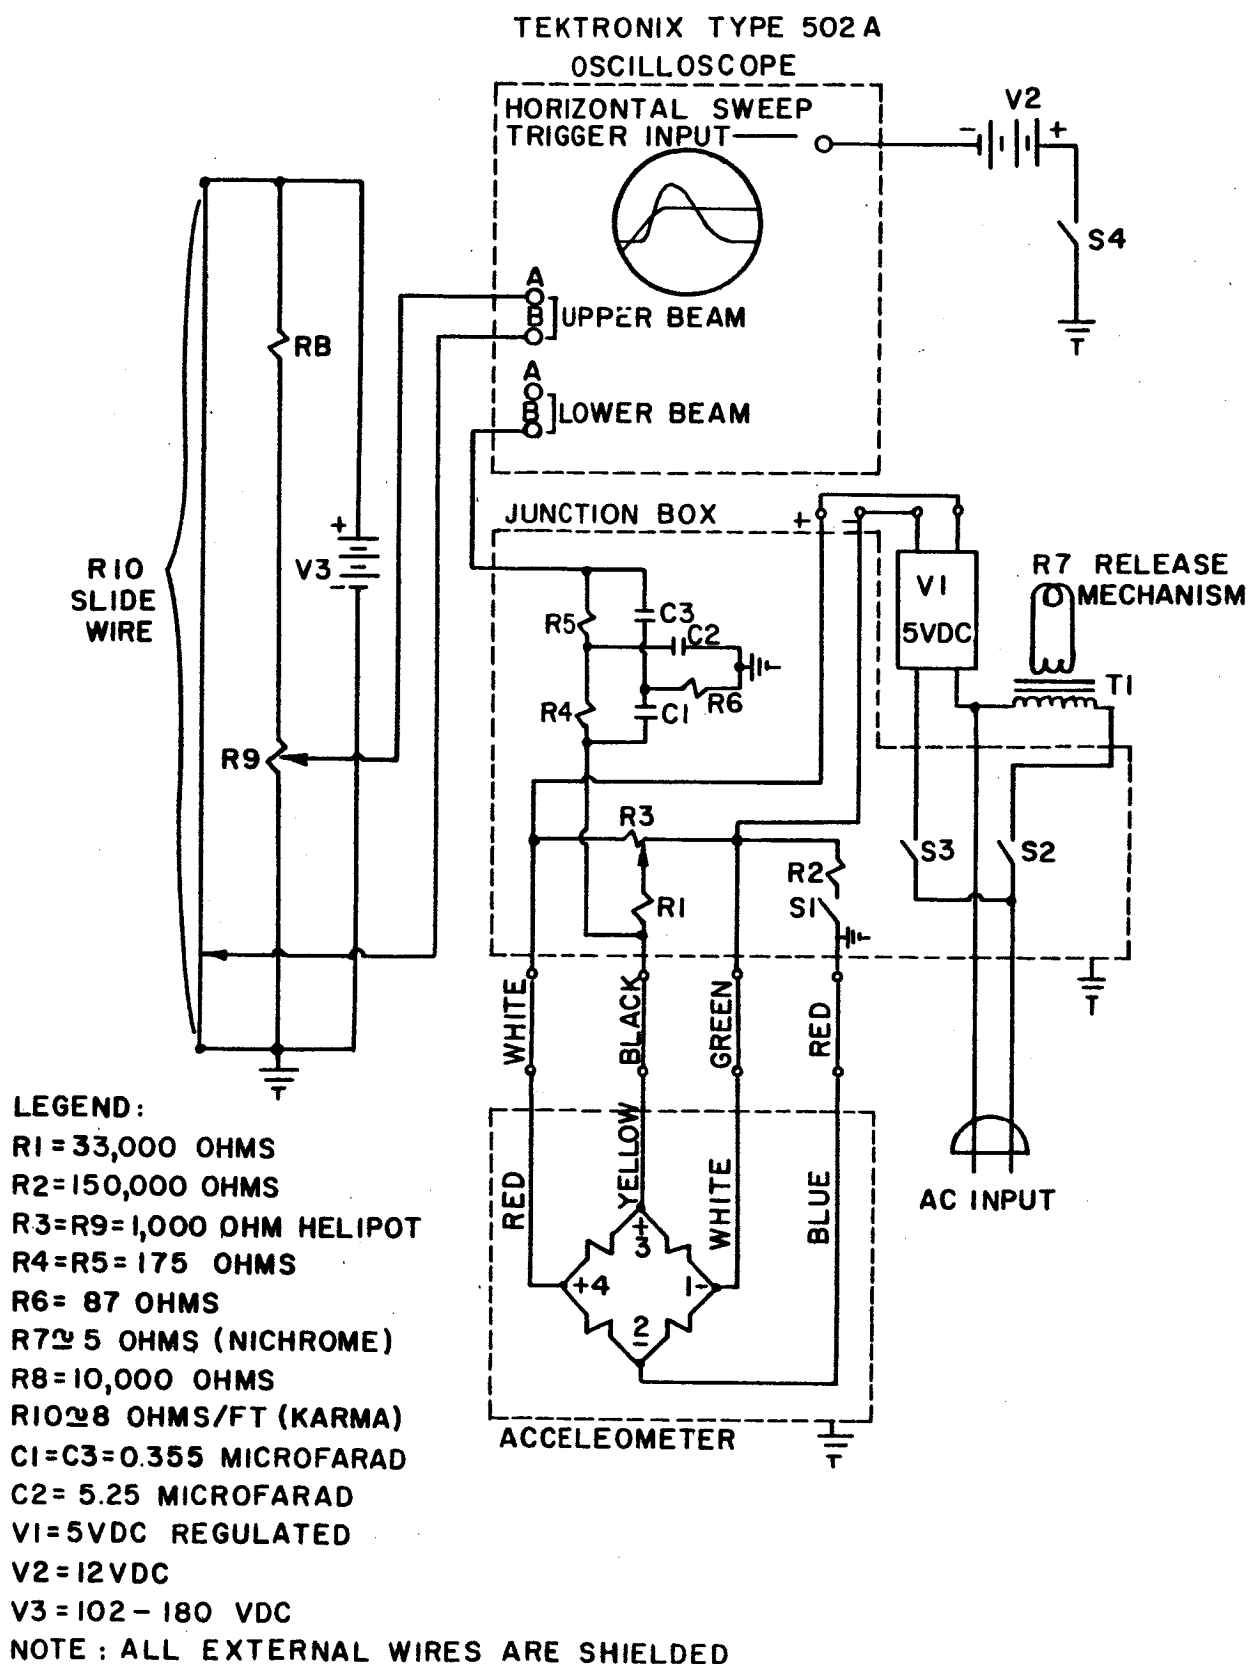 TEKTRONIX TYPE 502A
OSCILLOSCOPE
HORIZONTAL SWEEP
TRIGGER INPUT
V2
- +
S4
A
B
UPPER BEAM
A
B
LOWER BEAM
RB
+
V3
-
R10
SLIDE
WIRE
R9
JUNCTION BOX
+ -
V1
5VDC
R7 RELEASE
MECHANISM
T1
R5
C3
C2
R4
C1
R6
R3
R1
R2
S1
S3
S2
WHITE
BLACK
GREEN
RED
AC INPUT
RED
YELLOW
WHITE
BLUE
+
3
+4
1-
2
-
ACCELEOMETER
LEGEND:
R1=33,000 OHMS
R2=150,000 OHMS
R3=R9=1,000 OHM HELIPOT
R4=R5=175 OHMS
R6= 87 OHMS
R7≃5 OHMS (NICHROME)
R8=10,000 OHMS
R10≃8 OHMS/FT (KARMA)
C1=C3=0.355 MICROFARAD
C2= 5.25 MICROFARAD
V1=5VDC REGULATED
V2=12VDC
V3=102-180 VDC
NOTE: ALL EXTERNAL WIRES ARE SHIELDED